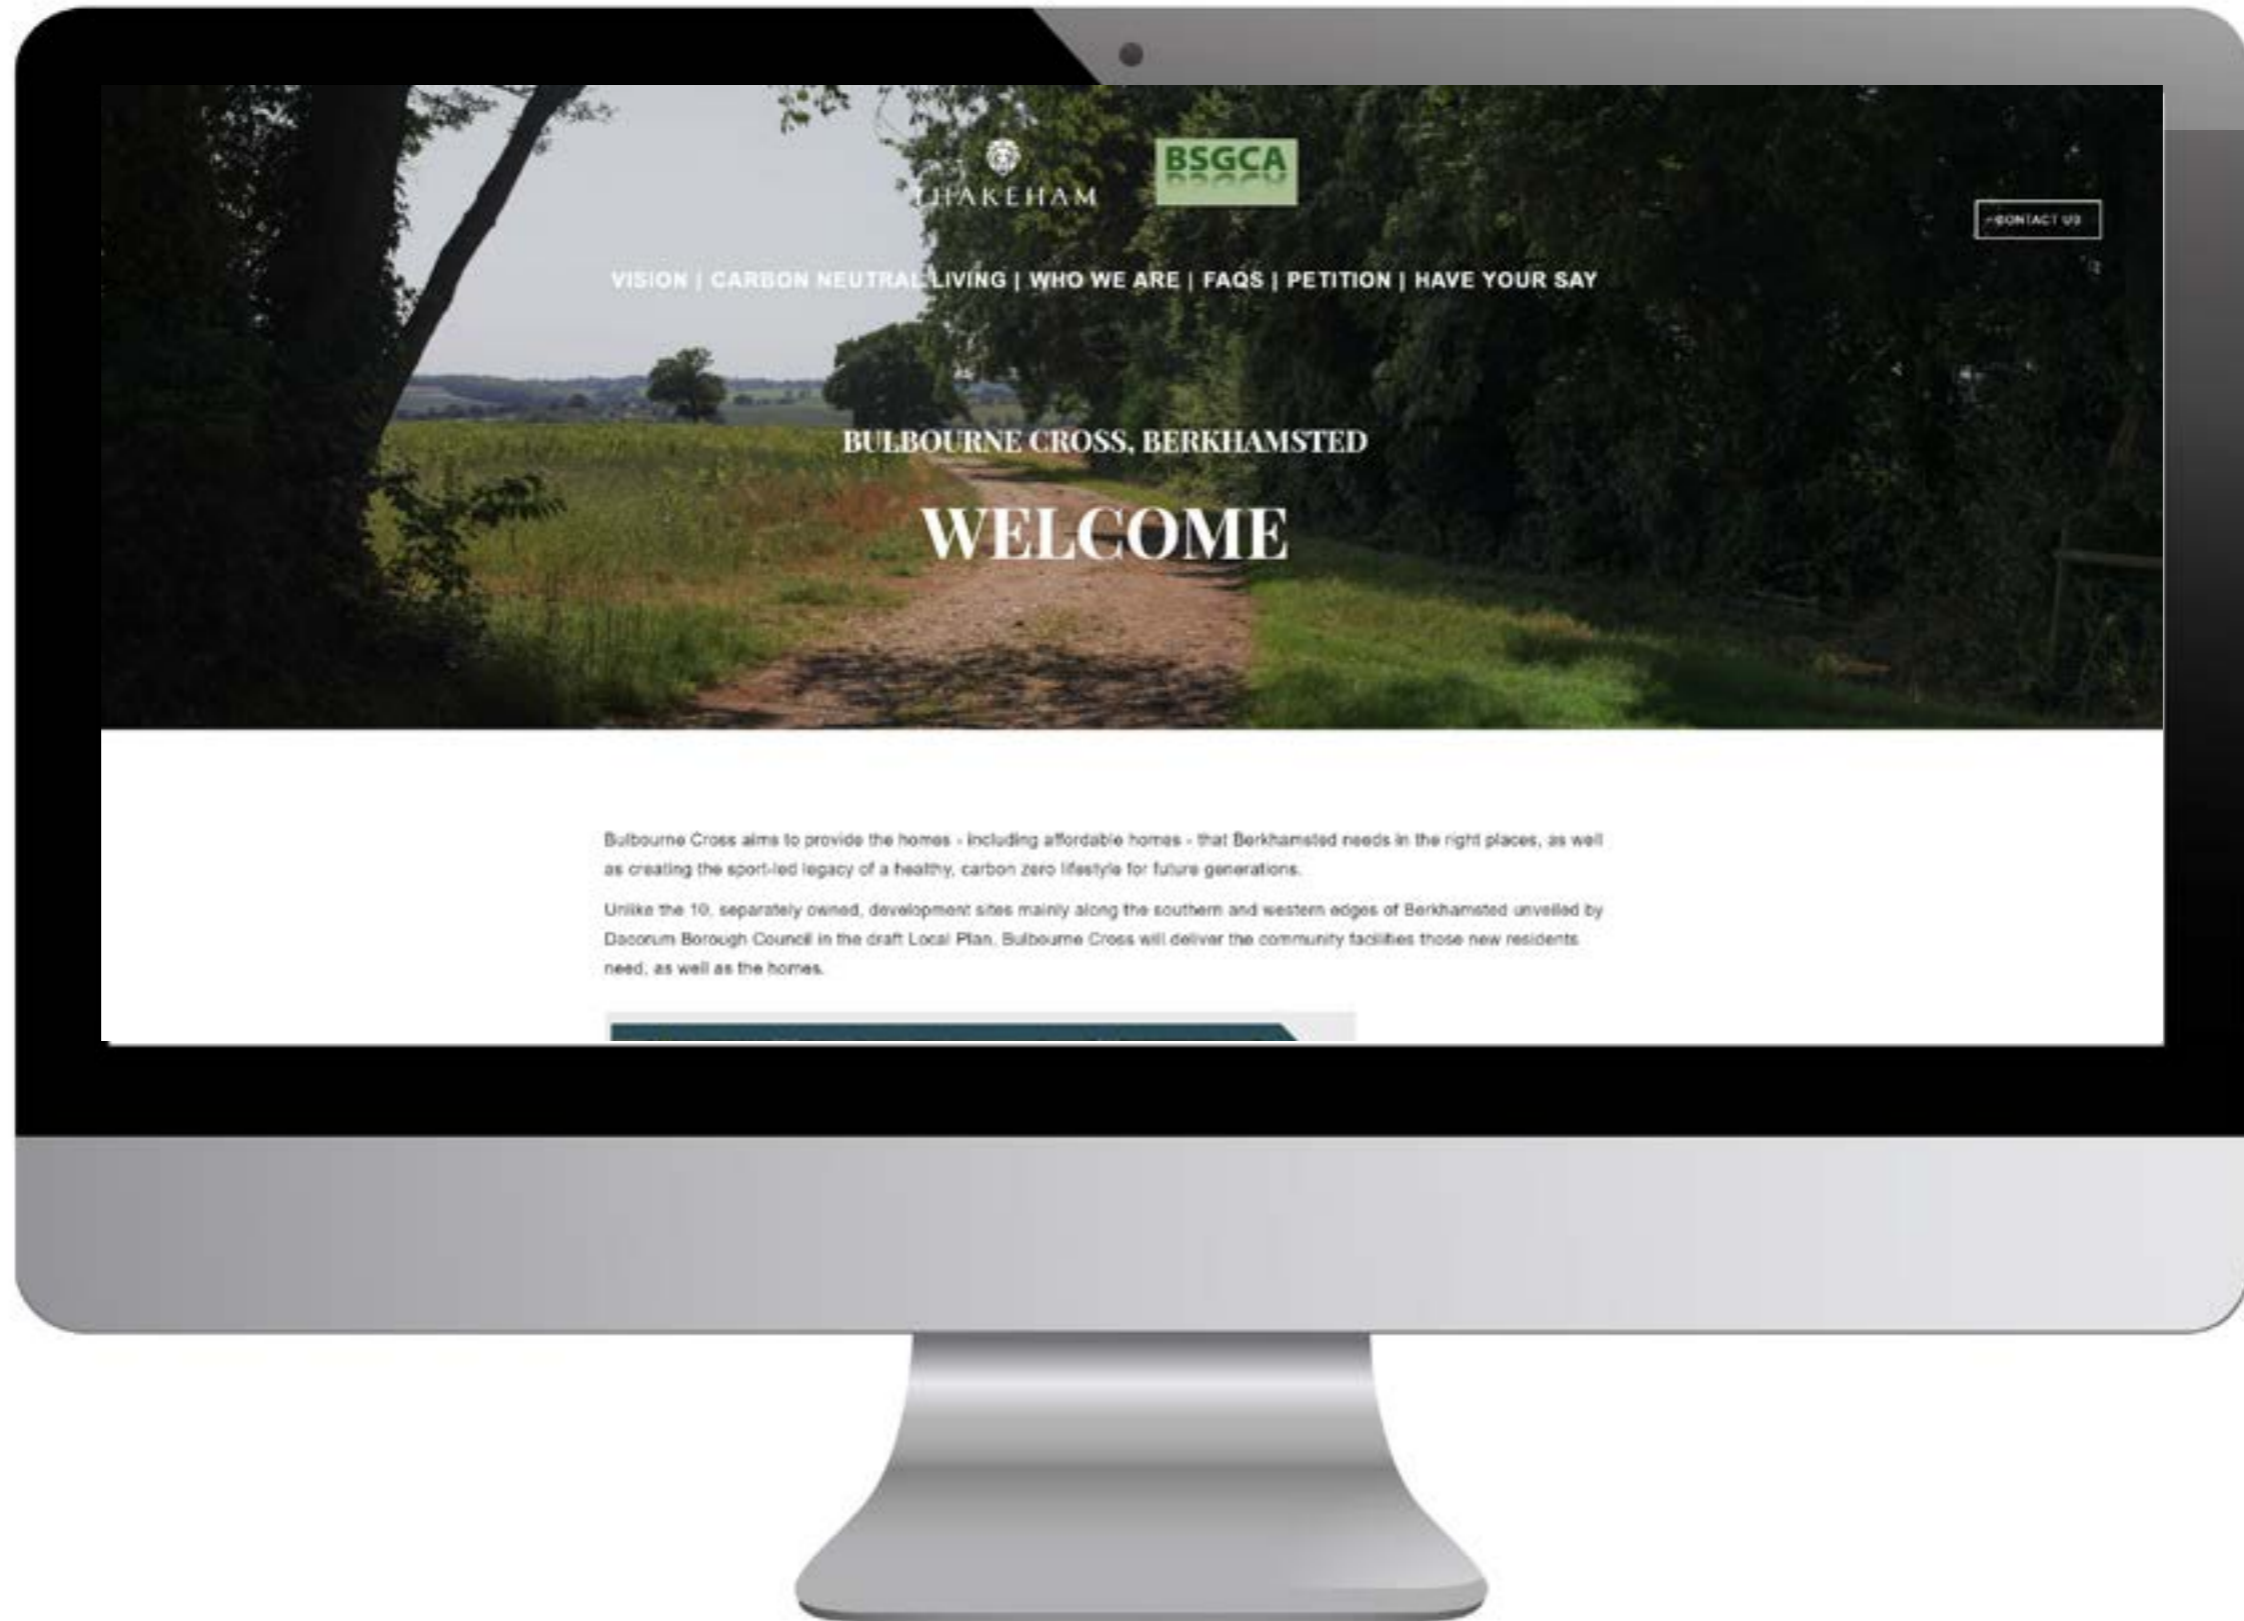 THAKEHAM
BSGCA
CONTACT US
VISION | CARBON NEUTRAL LIVING | WHO WE ARE | FAQS | PETITION | HAVE YOUR SAY
BULBOURNE CROSS, BERKHAMSTED
WELCOME
Bulbourne Cross aims to provide the homes - including affordable homes - that Berkhamsted needs in the right places, as well
as creating the sport-led legacy of a healthy, carbon zero lifestyle for future generations.
Unlike the 10, separately owned, development sites mainly along the southern and western edges of Berkhamsted unveiled by
Dacorum Borough Council in the draft Local Plan, Bulbourne Cross will deliver the community facilities those new residents
need, as well as the homes.